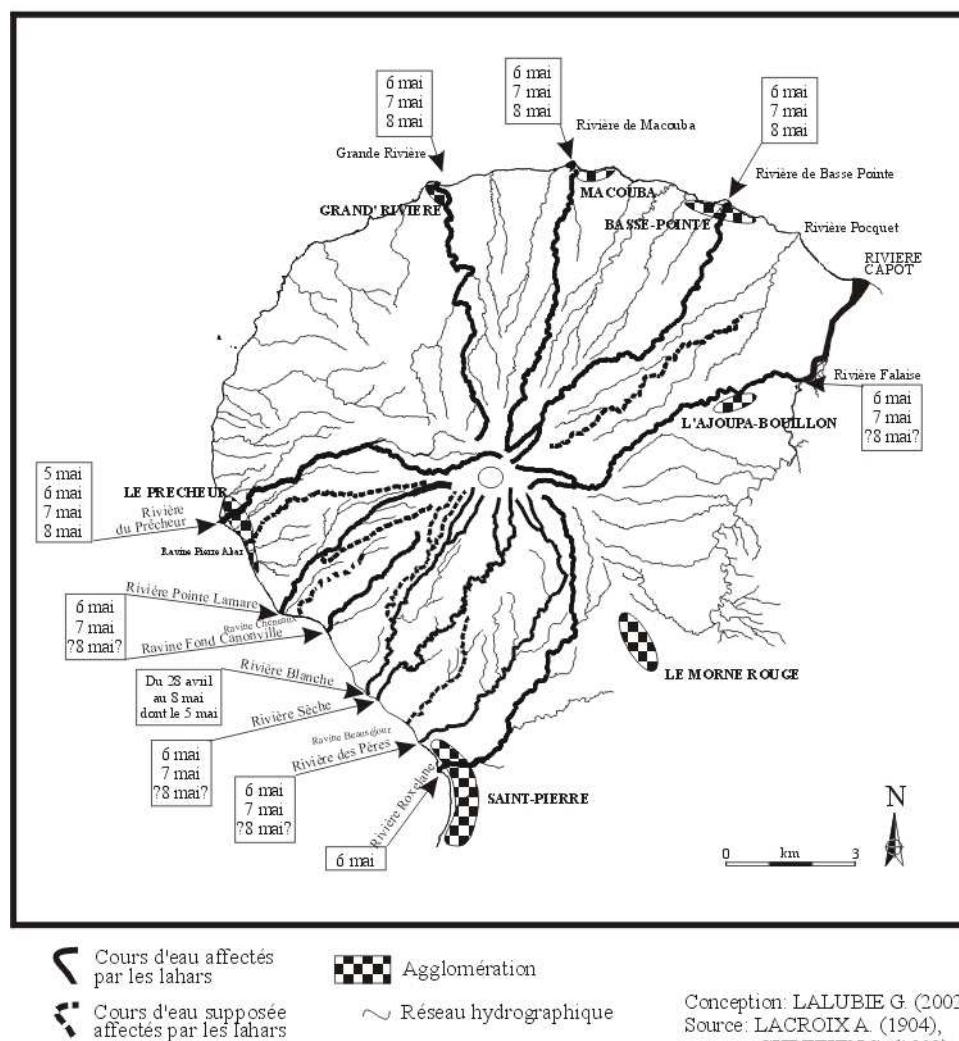 6 mai
7 mai
8 mai
6 mai
7 mai
8 mai
6 mai
7 mai
8 mai
Grande Rivière
Rivière de Macouba
Rivière de Basse Pointe
GRAND' RIVIERE
MACOUBA
BASSE-POINTE
Rivière Pocquet
RIVIERE
CAPOT
Rivière Falaise
6 mai
7 mai
?8 mai?
L'AJOUPA-BOUILLON
5 mai
6 mai
7 mai
8 mai
LE PRECHEUR
Rivière
du Prêcheur
Ravine Pierre
Rivière Pointe Lamare
6 mai
7 mai
?8 mai?
Ravine
Ravine Fond Canonville
Rivière Blanche
Du 28 avril
au 8 mai
dont le 5 mai
Rivière Sèche
6 mai
7 mai
?8 mai?
Ravine Beauséjour
Rivière des Pères
6 mai
7 mai
?8 mai?
Rivière Roxelane
6 mai
LE MORNE ROUGE
SAINT-PIERRE
N
0 km 3
Cours d'eau affectés
par les lahars
Cours d'eau supposée
affectés par les lahars
Agglomération
Réseau hydrographique
Conception: LALUBIE G. (2002
Source: LACROIX A. (1904),